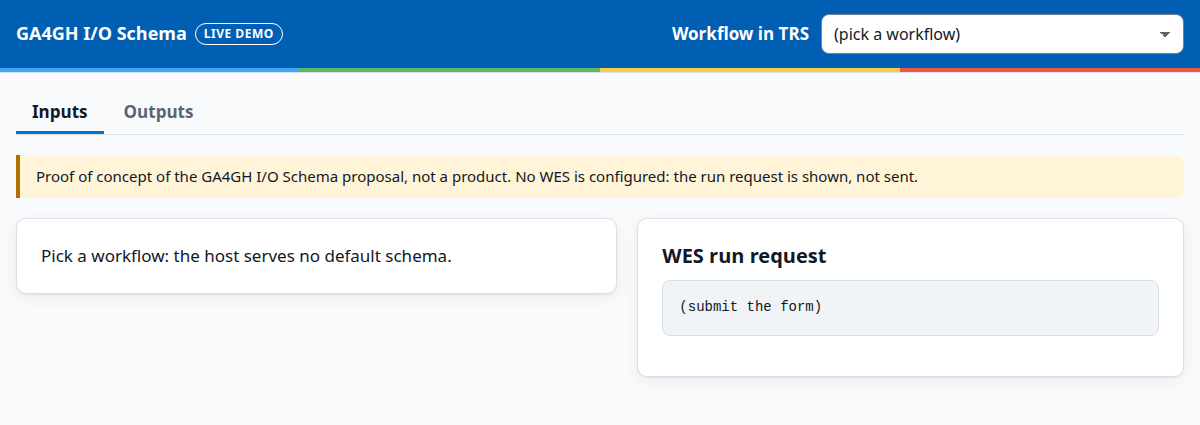 GA4GH I/O Schema LIVE DEMO
Workflow in TRS (pick a workflow)
Inputs Outputs
Proof of concept of the GA4GH I/O Schema proposal, not a product. No WES is configured: the run request is shown, not sent.
Pick a workflow: the host serves no default schema.
WES run request
(submit the form)